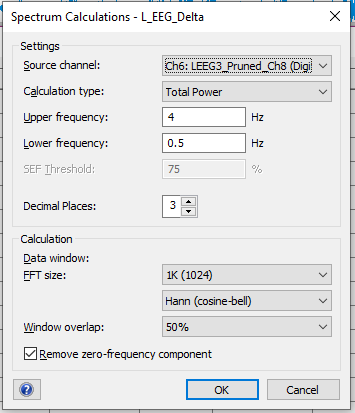 Spectrum Calculations - L_EEG_Delta
Settings
Source channel: Ch6: LEEG3_Pruned_Ch8 (Digi
Calculation type: Total Power
Upper frequency: 4 Hz
Lower frequency: 0.5 Hz
SEF Threshold: 75 %
Decimal Places: 3
Calculation
Data window:
FFT size: 1K (1024)
Hann (cosine-bell)
Window overlap: 50%
Remove zero-frequency component
OK Cancel